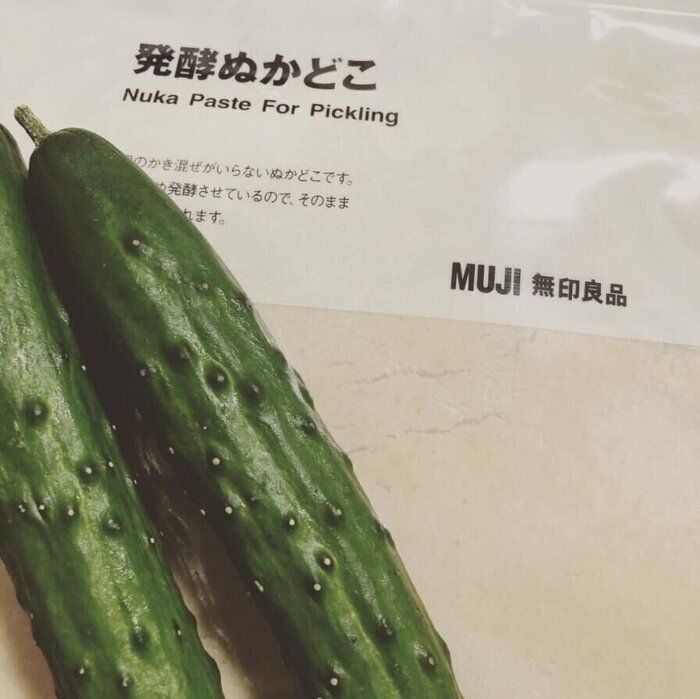 発酵ぬかどこ
Nuka Paste For Pickling
のかき混ぜがいらないぬかどこです。
発酵させているので、そのまま
れます。
MUJI 無印良品